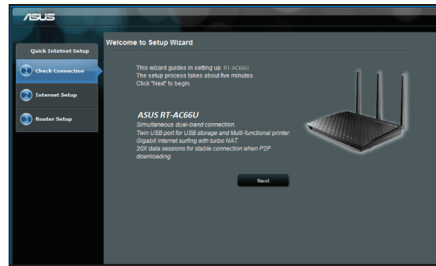 ASUS
Quick Internet Setup
1 Check Connection
2 Internet Setup
3 Router Setup
Welcome to Setup Wizard
This wizard guides in setting up RT-AC66U
The setup process takes about five minutes.
Click "Next" to begin.
ASUS RT-AC66U
Simultaneous dual-band connection.
Twin USB port for USB storage and Multi-functional printer.
Gigabit internet surfing with turbo NAT.
20X data sessions for stable connection when P2P
downloading.
Next